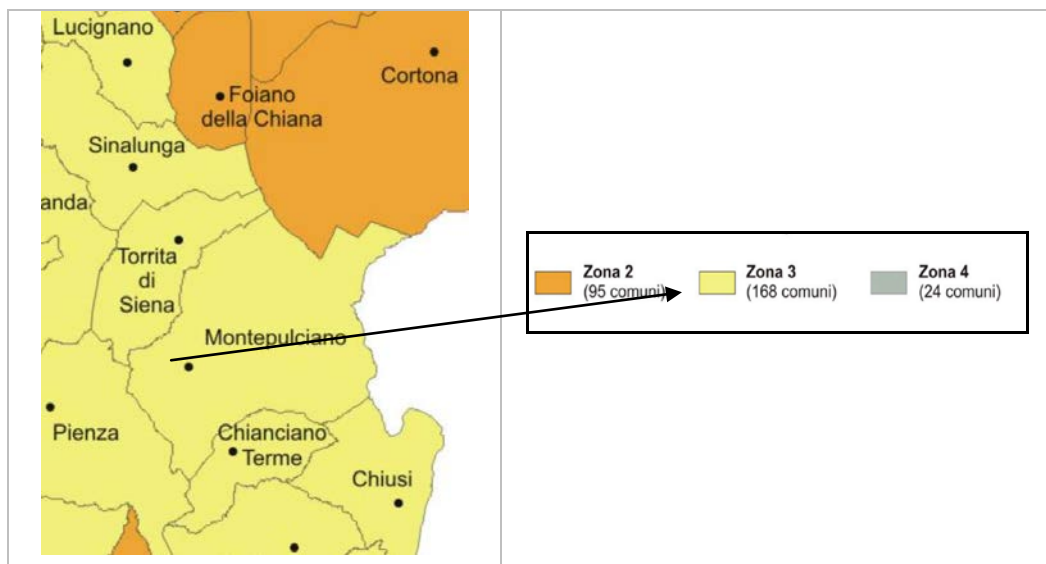 Lucignano
Cortona
Foiano
della Chiana
Sinalunga
anda
Torrita
di
Siena
Montepulciano
Pienza
Chianciano
Terme
Chiusi
Zona 2
(95 comuni)
Zona 3
(168 comuni)
Zona 4
(24 comuni)